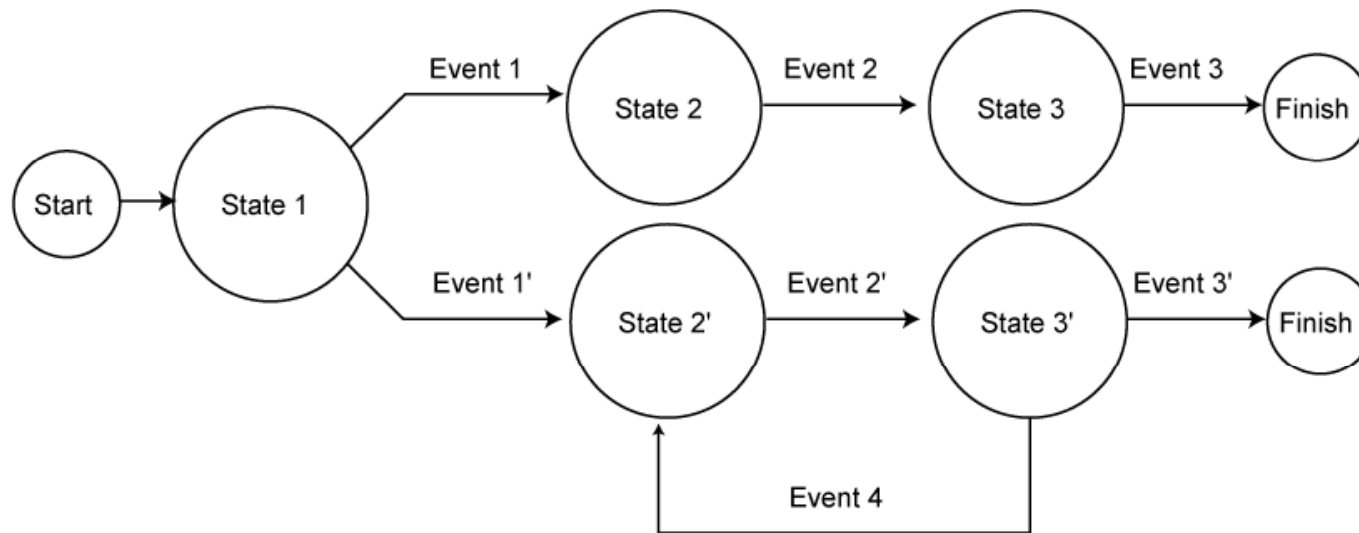 Event 1
Event 2
Event 3
State 2
State 3
Finish
Start
State 1
Event 1'
Event 2'
Event 3'
State 2'
State 3'
Finish
Event 4